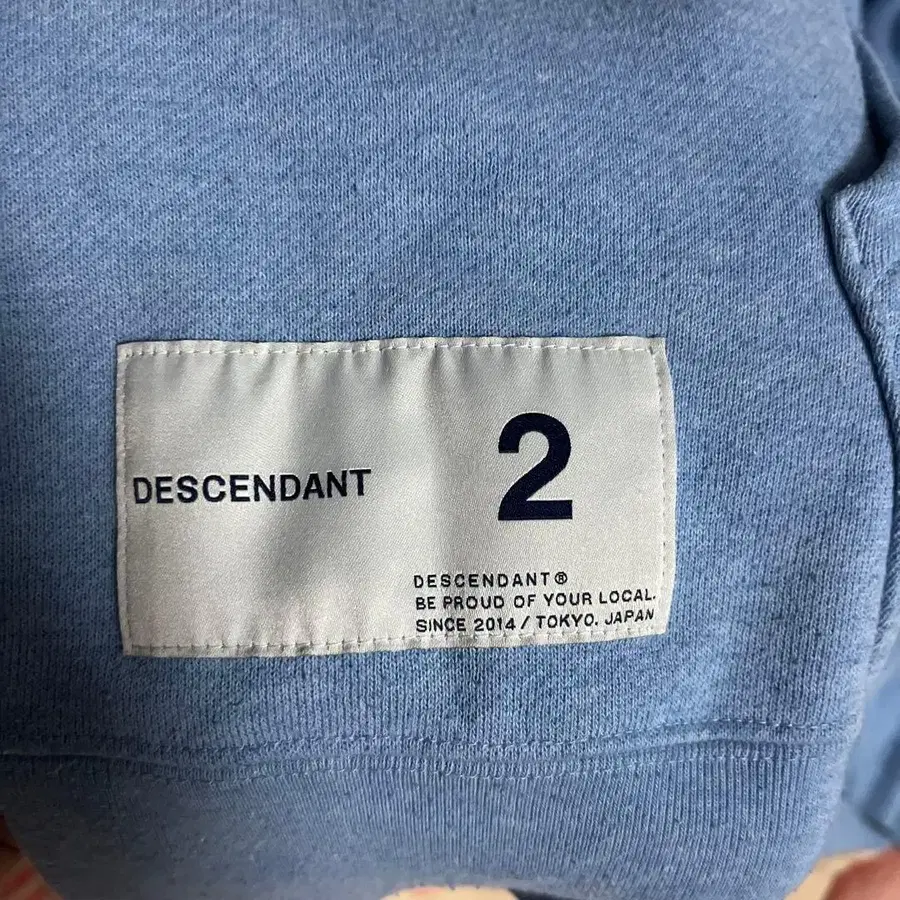 DESCENDANT
2
DESCENDANT®
BE PROUD OF YOUR LOCAL.
SINCE 2014 / TOKYO. JAPAN